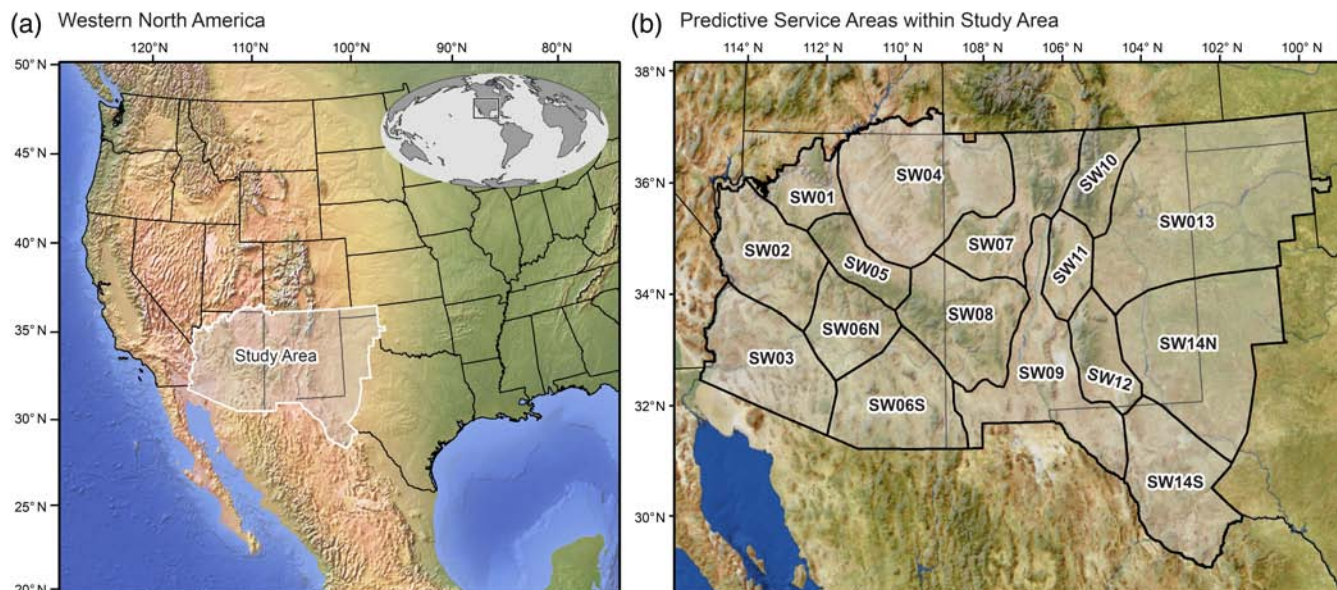 (a) Western North America
120°N 110°N 100°N 90°N 80°N
50°N
45°N
40°N
35°N
30°N
25°N
20°N
Study Area
(b) Predictive Service Areas within Study Area
114°N 112°N 110°N 108°N 106°N 104°N 102°N 100°N
38°N
36°N
34°N
32°N
30°N
SW01
SW04
SW10
SW02
SW05
SW07
SW11
SW013
SW03
SW06N
SW08
SW09
SW12
SW14N
SW06S
SW14S